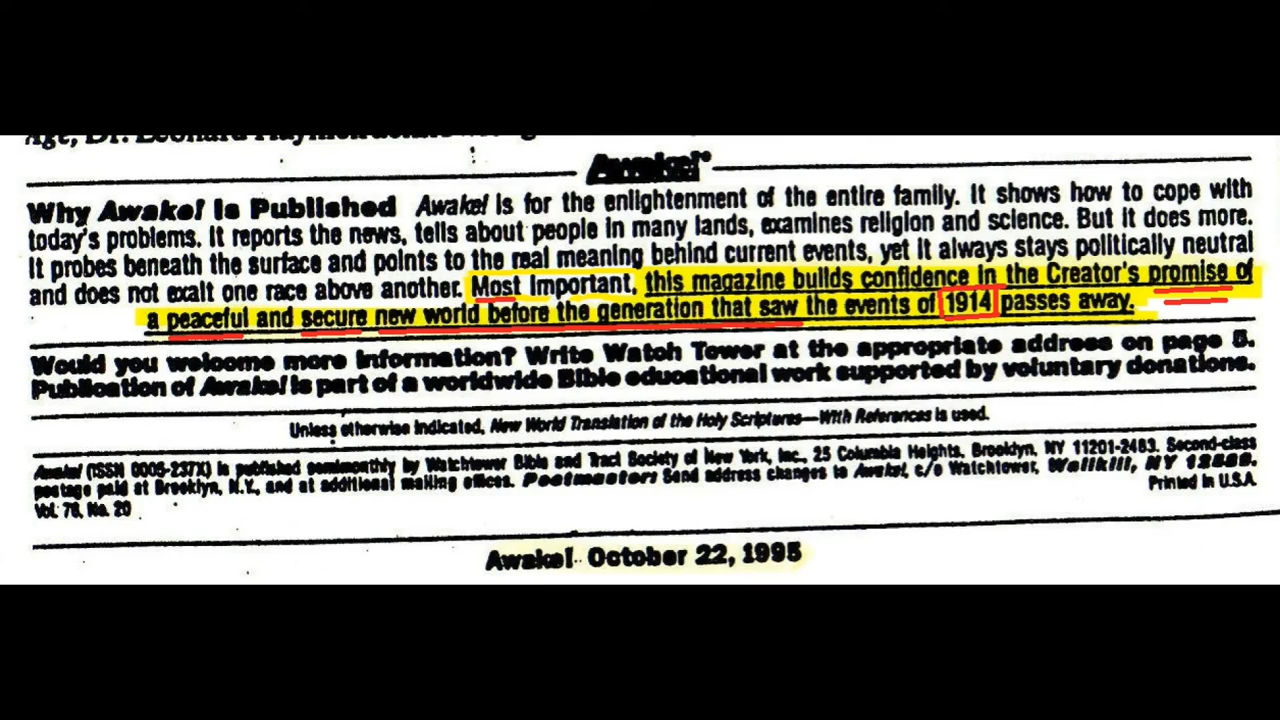 Age, Dr. Leonard
Awake!®
Why Awake! Is Published Awake! is for the enlightenment of the entire family. It shows how to cope with
today's problems. It reports the news, tells about people in many lands, examines religion and science. But it does more.
It probes beneath the surface and points to the real meaning behind current events, yet it always stays politically neutral
and does not exalt one race above another. Most important, this magazine builds confidence in the Creator's promise of
a peaceful and secure new world before the generation that saw the events of 1914 passes away.
Would you welcome more information? Write Watch Tower at the appropriate address on page 5.
Publication of Awake! is part of a worldwide Bible educational work supported by voluntary donations.
Unless otherwise indicated, New World Translation of the Holy Scriptures—With References is used.
Awake! (ISSN 0005-237X) is published semimonthly by Watchtower Bible and Tract Society of New York, Inc., 25 Columbia Heights, Brooklyn, NY 11201-2483. Second-class
postage paid at Brooklyn, N.Y., and at additional mailing offices. Postmaster: Send address changes to Awake!, c/o Watchtower, Wallkill, NY 12589.
Vol. 76, No. 20
Printed in U.S.A.
Awake! October 22, 1995